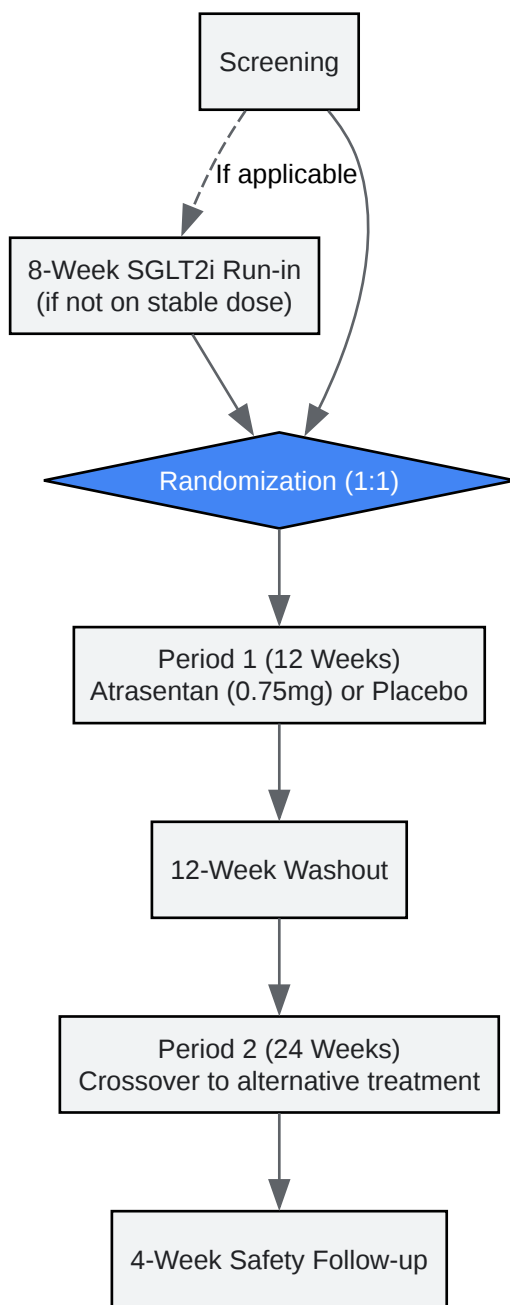 Screening
If applicable
8-Week SGLT2i Run-in
(if not on stable dose)
Randomization (1:1)
Period 1 (12 Weeks)
Atrasentan (0.75mg) or Placebo
12-Week Washout
Period 2 (24 Weeks)
Crossover to alternative treatment
4-Week Safety Follow-up